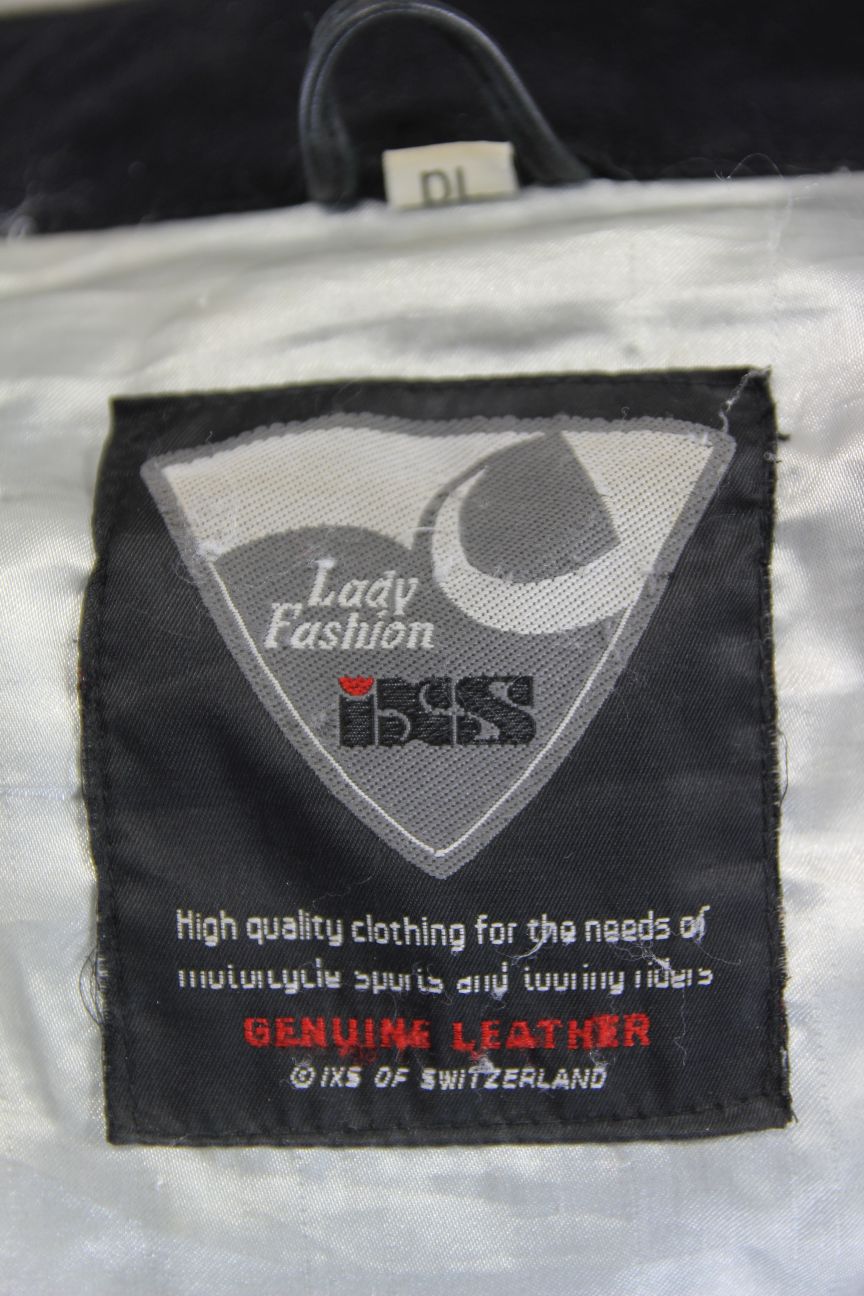 Lady
Fashion
iXS
High quality clothing for the needs of
motorcycle sports and touring riders
GENUINE LEATHER
© IXS OF SWITZERLAND